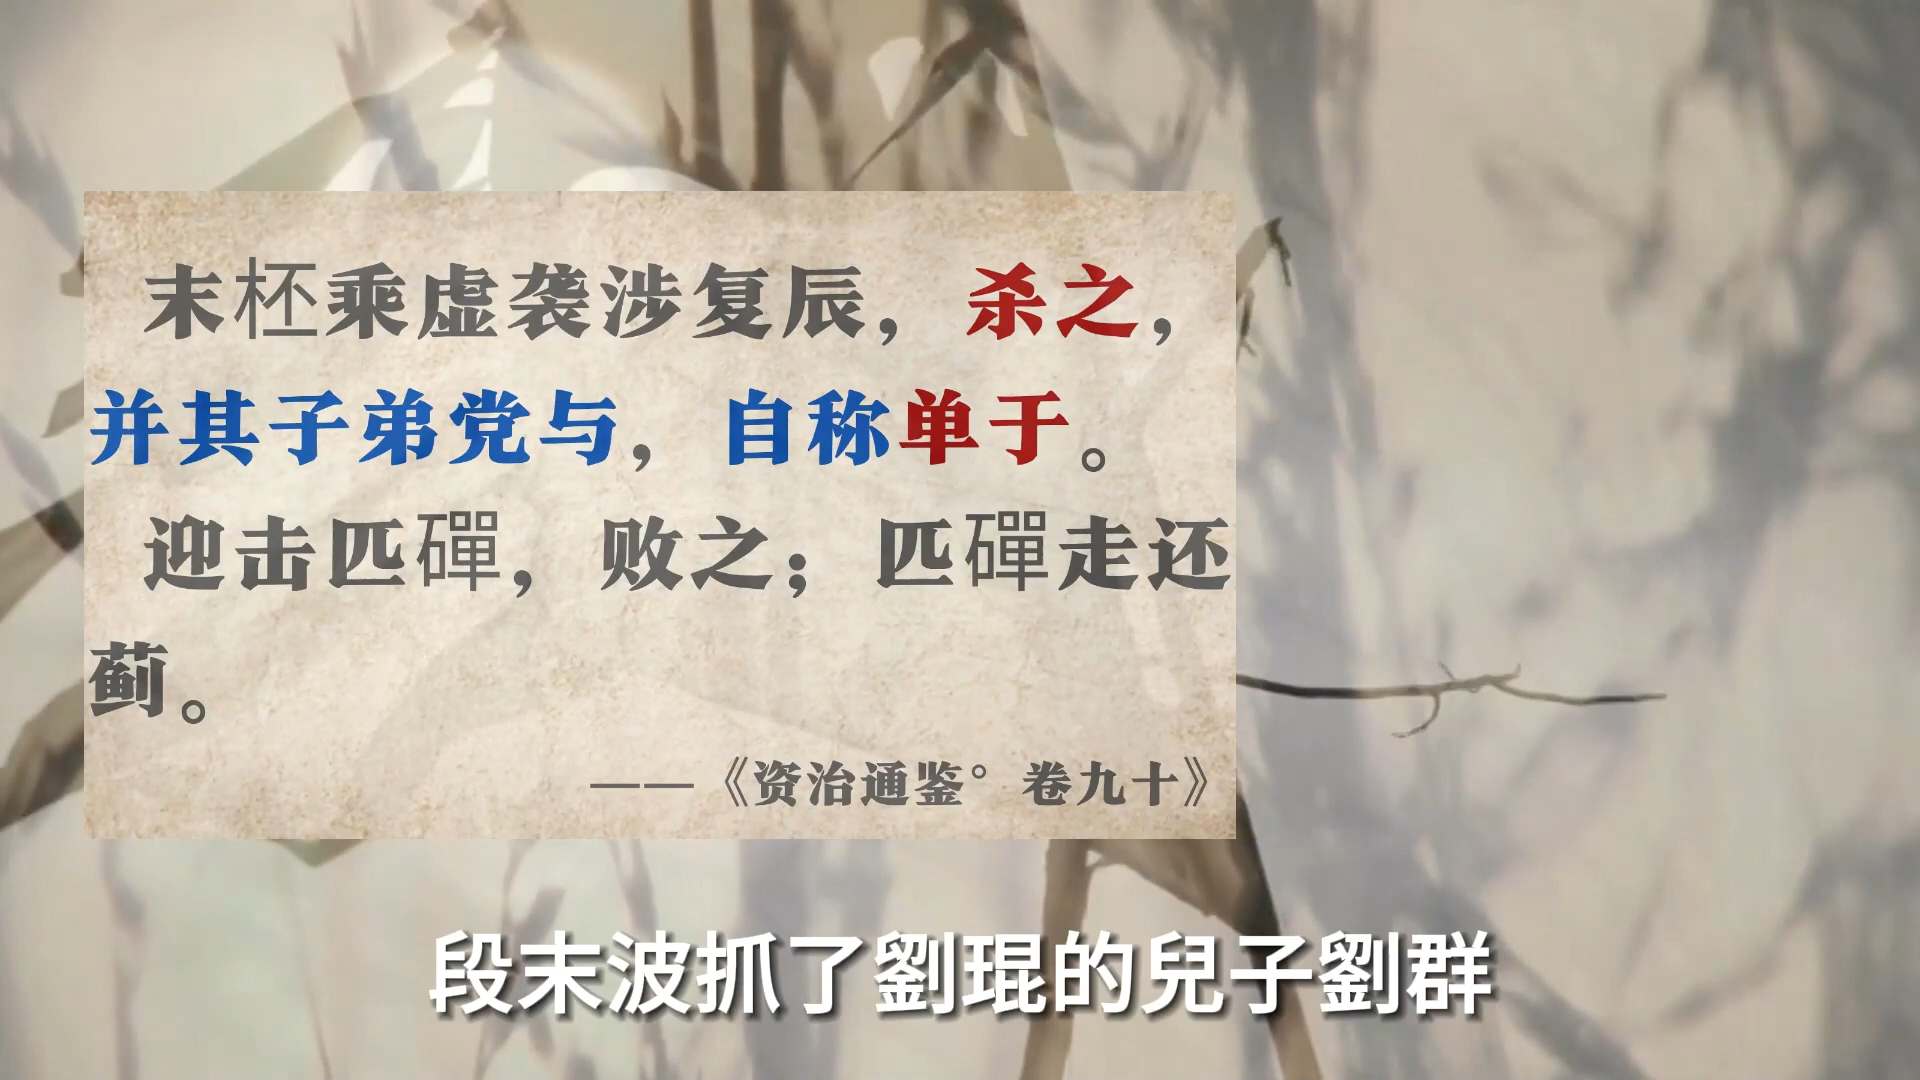 末柸乘虚袭涉复辰，杀之，
并其子弟党与，自称单于。
迎击匹磾，败之；匹磾走还
蓟。
——《资治通鉴°卷九十》
段末波抓了劉琨的兒子劉群